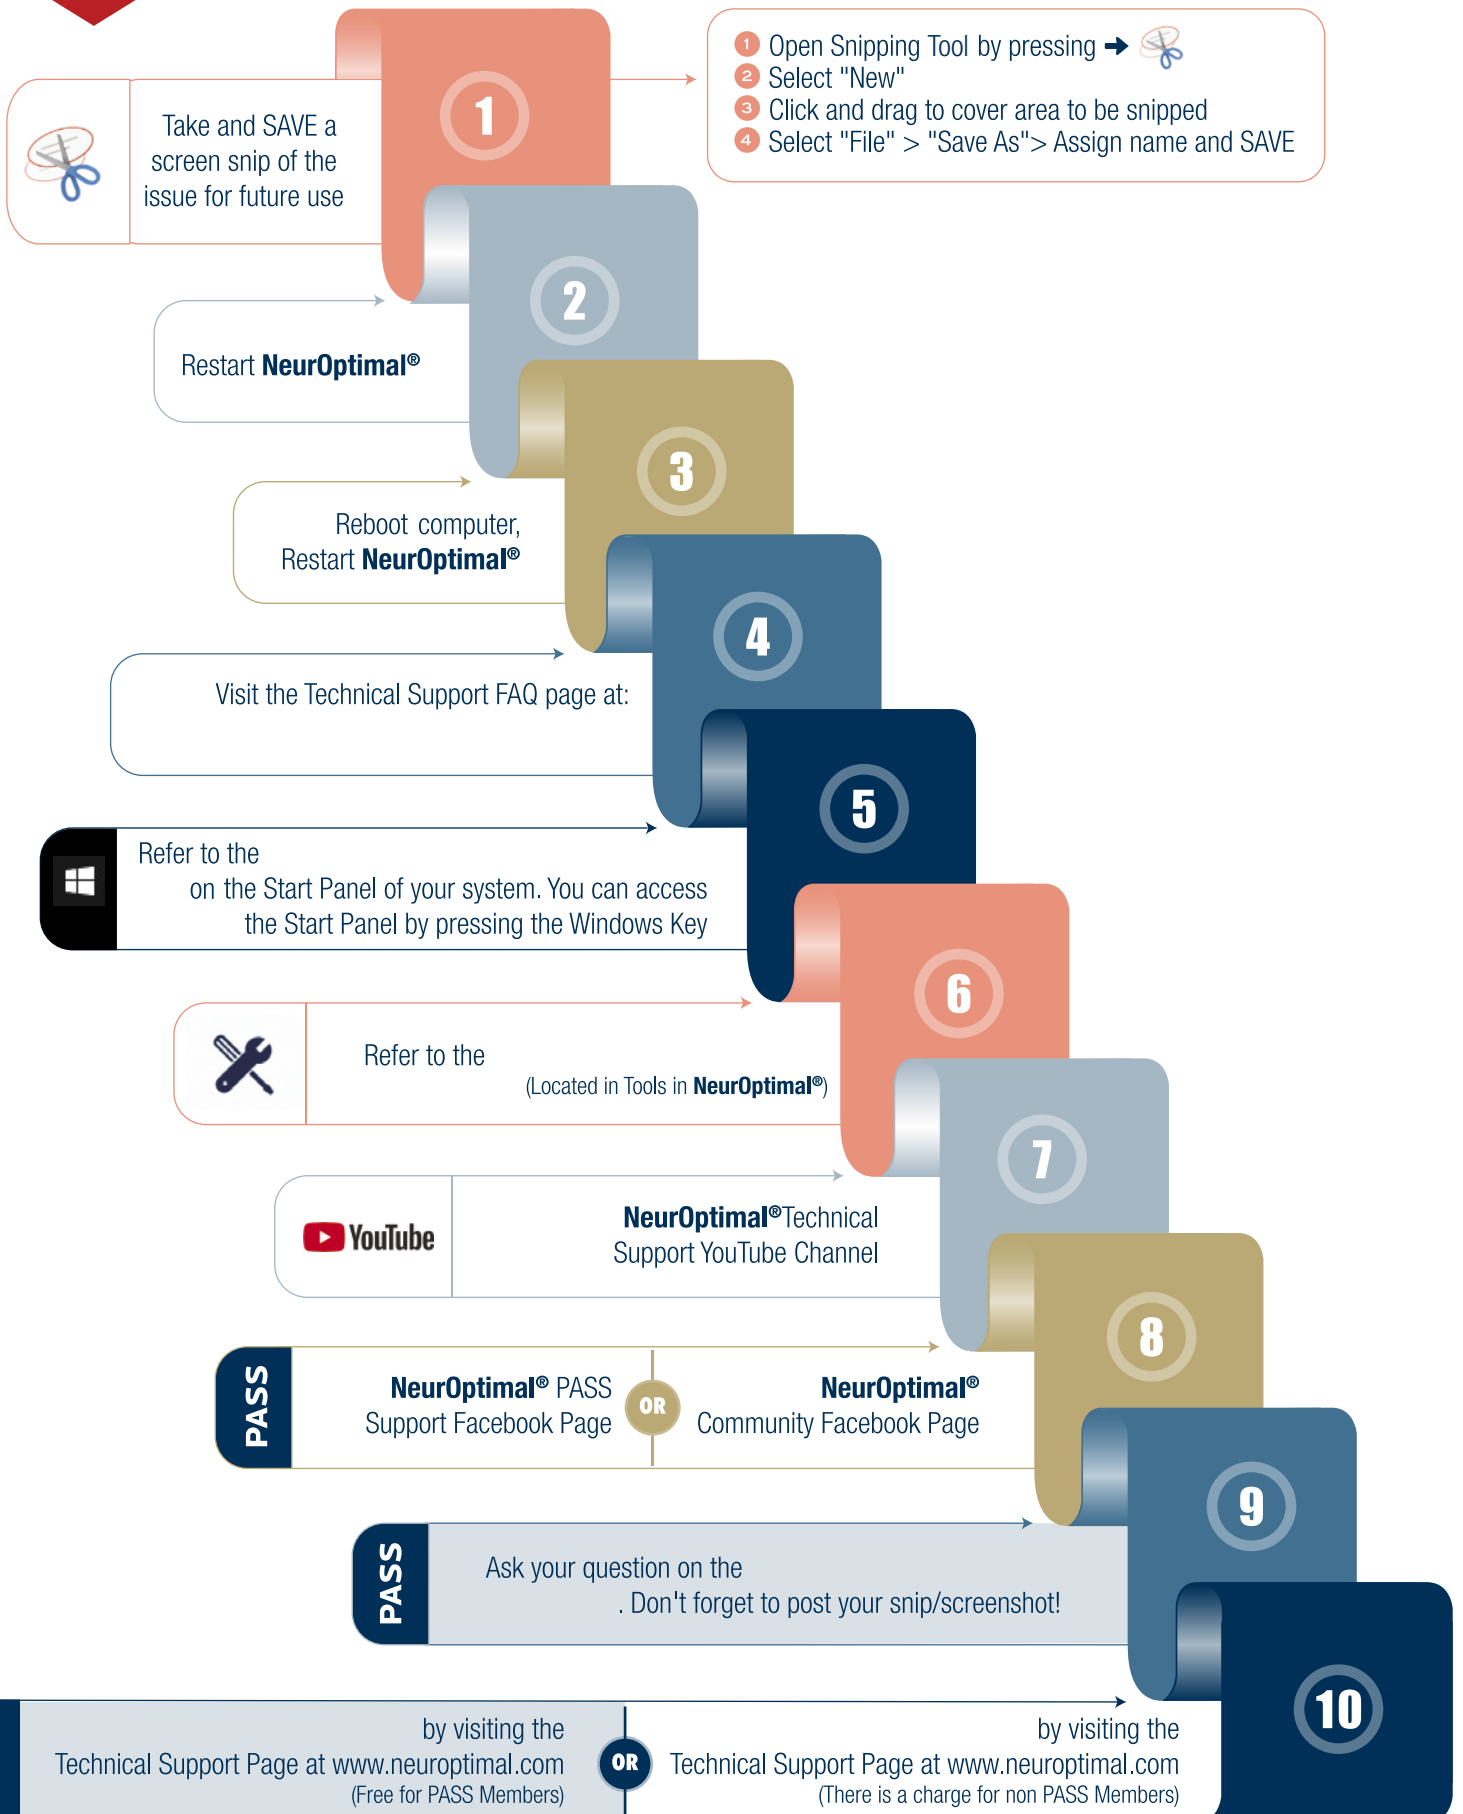 1
1 Open Snipping Tool by pressing
2 Select "New"
3 Click and drag to cover area to be snipped
4 Select "File" > "Save As"> Assign name and SAVE
Take and SAVE a
screen snip of the
issue for future use
2
Restart NeurOptimal®
3
Reboot computer,
Restart NeurOptimal®
4
Visit the Technical Support FAQ page at:
5
Refer to the
on the Start Panel of your system. You can access
the Start Panel by pressing the Windows Key
6
Refer to the
(Located in Tools in NeurOptimal®)
7
YouTube
NeurOptimal®Technical
Support YouTube Channel
8
PASS
NeurOptimal® PASS
Support Facebook Page
OR
NeurOptimal®
Community Facebook Page
9
PASS
Ask your question on the
. Don't forget to post your snip/screenshot!
10
by visiting the
Technical Support Page at www.neuroptimal.com
(Free for PASS Members)
OR
by visiting the
Technical Support Page at www.neuroptimal.com
(There is a charge for non PASS Members)